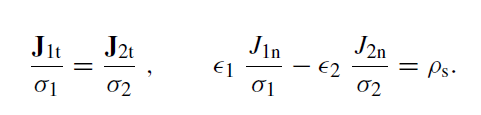 J1t/σ1 = J2t/σ2 , ϵ1 J1n/σ1 − ϵ2 J2n/σ2 = ρs.